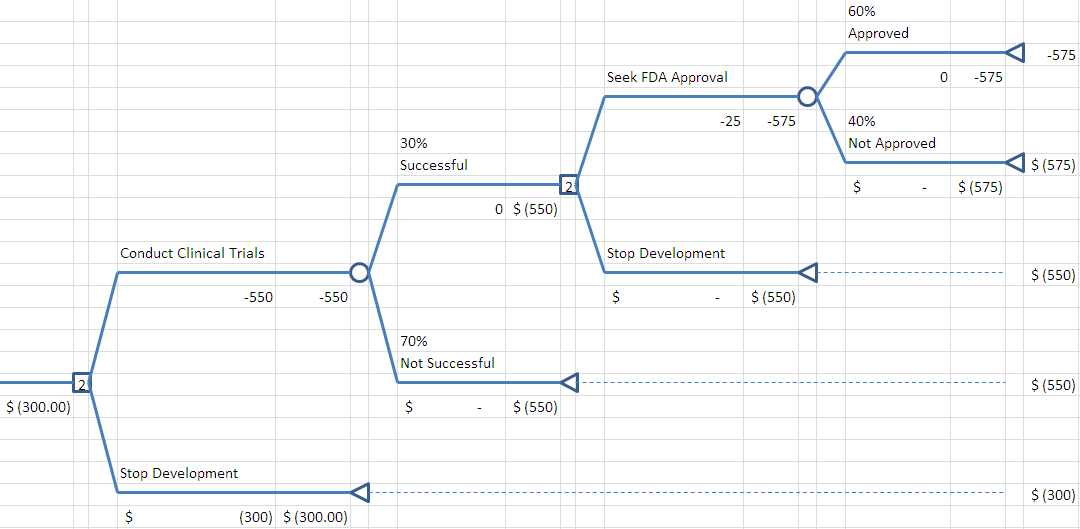 60%
Approved
-575
Seek FDA Approval
0 -575
-25 -575
40%
30%
Not Approved
Successful
$ (575)
2
$ - $ (575)
0 $ (550)
Conduct Clinical Trials
Stop Development
$ (550)
-550 -550
$ - $ (550)
70%
Not Successful
2
$ (550)
$ (300.00)
$ - $ (550)
Stop Development
$ (300)
$ (300) $ (300.00)